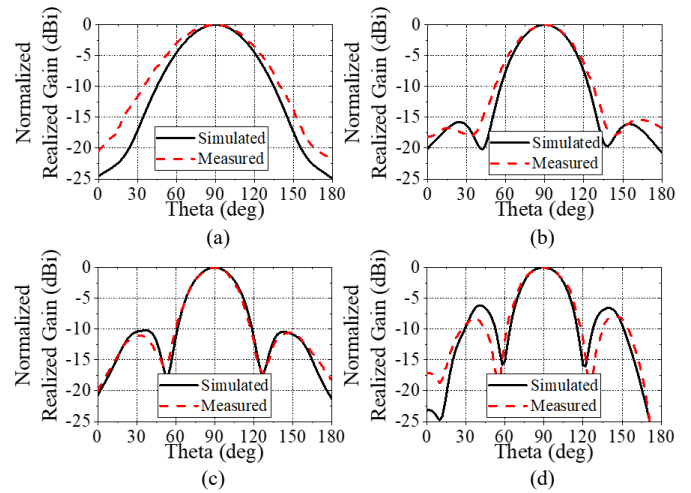 Normalized
Realized Gain (dBi)
0
-5
-10
-15
-20
-25
Simulated
Measured
0 30 60 90 120 150 180
Theta (deg)
(a)
Normalized
Realized Gain (dBi)
0
-5
-10
-15
-20
-25
Simulated
Measured
0 30 60 90 120 150 180
Theta (deg)
(b)
Normalized
Realized Gain (dBi)
0
-5
-10
-15
-20
-25
Simulated
Measured
0 30 60 90 120 150 180
Theta (deg)
(c)
Normalized
Realized Gain (dBi)
0
-5
-10
-15
-20
-25
Simulated
Measured
0 30 60 90 120 150 180
Theta (deg)
(d)